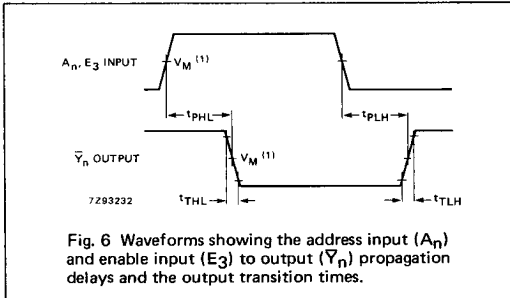 Aₙ, E₃ INPUT
V_M (1)
t_PHL
t_PLH
Ȳₙ OUTPUT
V_M (1)
7Z93232
t_THL
t_TLH
Fig. 6 Waveforms showing the address input (Aₙ)
and enable input (E₃) to output (Ȳₙ) propagation
delays and the output transition times.